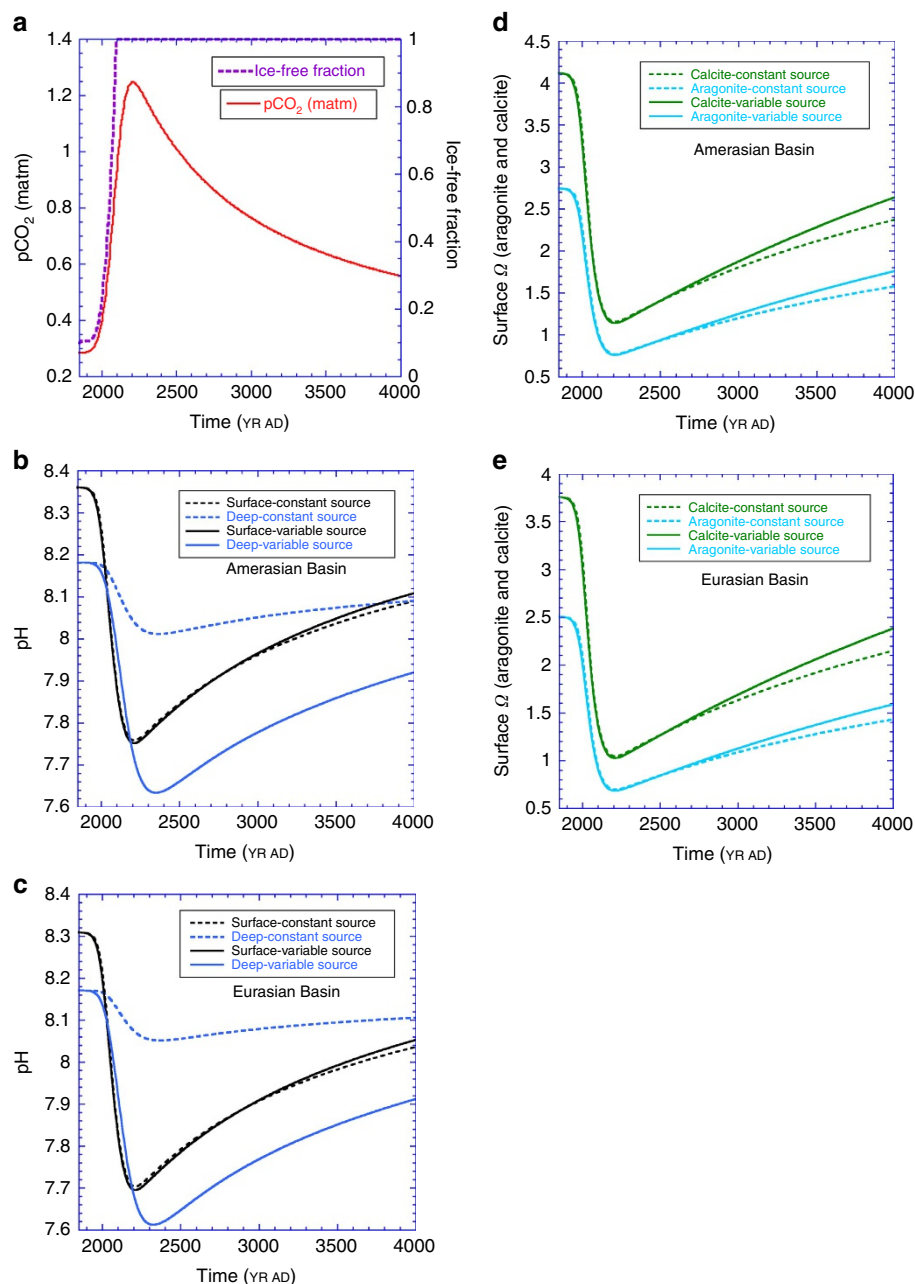 a
1.4
1.2
1
0.8
0.6
0.4
0.2
1
0.8
0.6
0.4
0.2
0
Ice-free fraction
pCO2 (matm)
pCO2 (matm)
Ice-free fraction
2000 2500 3000 3500 4000
Time (YR AD)
b
8.4
8.3
8.2
8.1
8
7.9
7.8
7.7
7.6
Surface-constant source
Deep-constant source
Surface-variable source
Deep-variable source
Amerasian Basin
pH
2000 2500 3000 3500 4000
Time (YR AD)
c
8.4
8.3
8.2
8.1
8
7.9
7.8
7.7
7.6
Surface-constant source
Deep-constant source
Surface-variable source
Deep-variable source
Eurasian Basin
pH
2000 2500 3000 3500 4000
Time (YR AD)
d
4.5
4
3.5
3
2.5
2
1.5
1
0.5
Calcite-constant source
Aragonite-constant source
Calcite-variable source
Aragonite-variable source
Amerasian Basin
Surface Ω (aragonite and calcite)
2000 2500 3000 3500 4000
Time (YR AD)
e
4
3.5
3
2.5
2
1.5
1
0.5
Calcite-constant source
Aragonite-constant source
Calcite-variable source
Aragonite-variable source
Eurasian Basin
Surface Ω (aragonite and calcite)
2000 2500 3000 3500 4000
Time (YR AD)